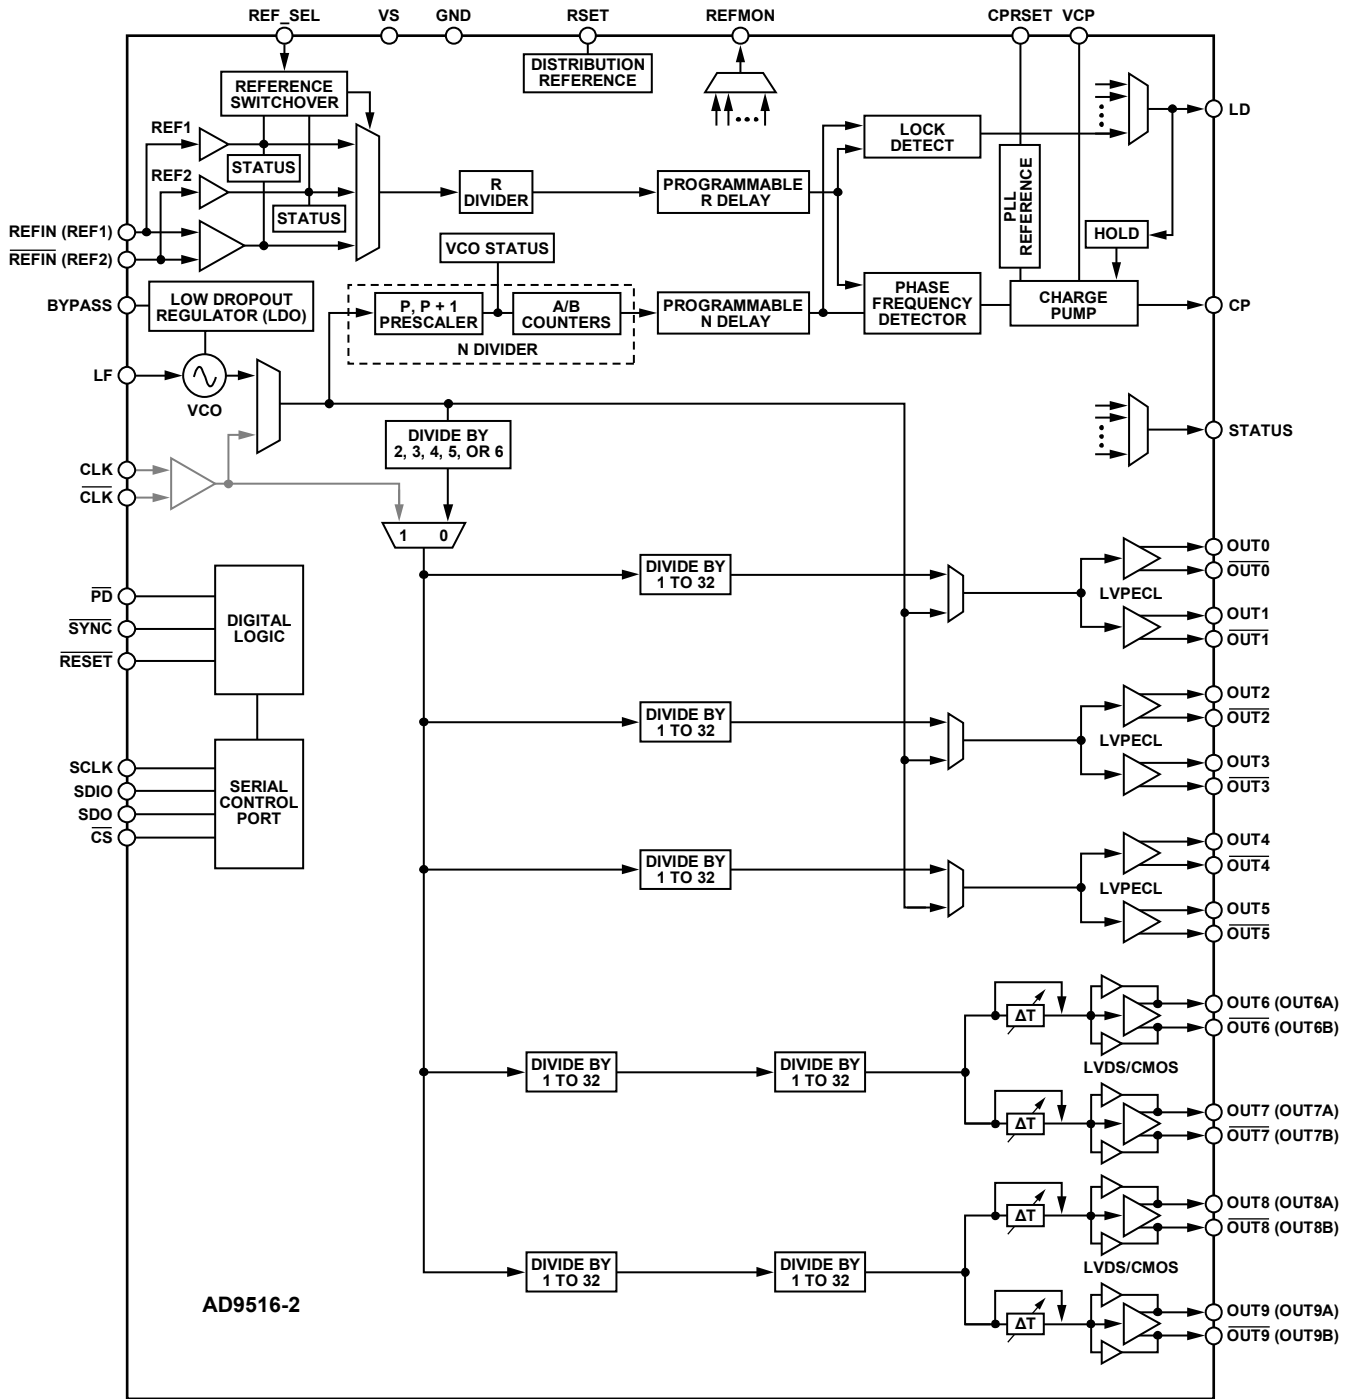 REF_SEL VS GND RSET REFMON CPRSET VCP
DISTRIBUTION
REFERENCE
REFERENCE
SWITCHOVER
REF1
STATUS
REF2
STATUS
R
DIVIDER
PROGRAMMABLE
R DELAY
LOCK
DETECT
LD
PLL
REFERENCE
HOLD
REFIN (REF1)
REFIN (REF2)
VCO STATUS
BYPASS
LOW DROPOUT
REGULATOR (LDO)
P, P + 1
PRESCALER
A/B
COUNTERS
N DIVIDER
PROGRAMMABLE
N DELAY
PHASE
FREQUENCY
DETECTOR
CHARGE
PUMP
CP
LF
VCO
STATUS
DIVIDE BY
2, 3, 4, 5, OR 6
CLK
CLK
1 0
DIVIDE BY
1 TO 32
LVPECL
OUT0
OUT0
OUT1
OUT1
PD
SYNC
RESET
DIGITAL
LOGIC
DIVIDE BY
1 TO 32
LVPECL
OUT2
OUT2
OUT3
OUT3
SCLK
SDIO
SDO
CS
SERIAL
CONTROL
PORT
DIVIDE BY
1 TO 32
LVPECL
OUT4
OUT4
OUT5
OUT5
DIVIDE BY
1 TO 32
DIVIDE BY
1 TO 32
ΔT
OUT6 (OUT6A)
OUT6 (OUT6B)
LVDS/CMOS
ΔT
OUT7 (OUT7A)
OUT7 (OUT7B)
DIVIDE BY
1 TO 32
DIVIDE BY
1 TO 32
ΔT
OUT8 (OUT8A)
OUT8 (OUT8B)
LVDS/CMOS
ΔT
OUT9 (OUT9A)
OUT9 (OUT9B)
AD9516-2